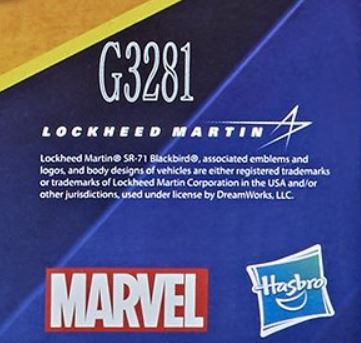 G3281
LOCKHEED MARTIN
Lockheed Martin® SR-71 Blackbird®, associated emblems and
logos, and body designs of vehicles are either registered trademarks
or trademarks of Lockheed Martin Corporation in the USA and/or
other jurisdictions, used under license by DreamWorks, LLC.
MARVEL
Hasbro